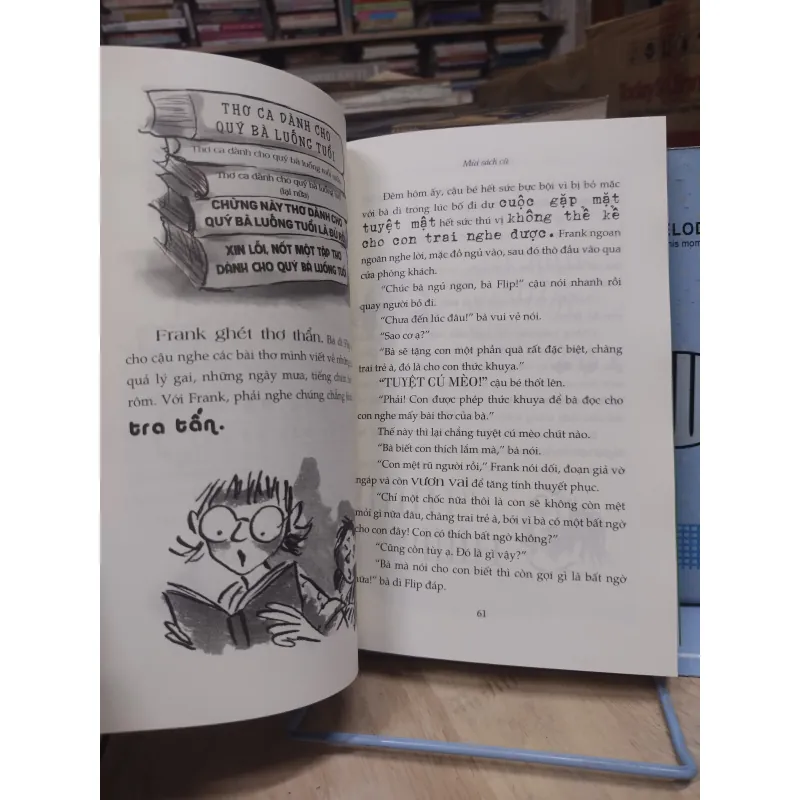 THƠ CA DÀNH CHO
QUÝ BÀ LUỐNG TUỔI
Thơ ca dành cho quý bà luống tuổi
Thơ ca dành cho quý bà luống tuổi
(lại nữa)
CHỪNG NÀY THƠ DÀNH CHO
QUÝ BÀ LUỐNG TUỔI LÀ ĐỦ RỒI
XIN LỖI, NỐT MỘT TẬP THƠ
DÀNH CHO QUÝ BÀ LUỐNG TUỔI
Frank ghét thơ thẩn. Bà dì Flip
cho cậu nghe các bài thơ mình viết về những
quả lý gai, những ngày mưa, tiếng chim
róm. Với Frank, phải nghe chúng chẳng khác
tra tấn.
Mùi sách cũ
Đêm hôm ấy, cậu bé hết sức bực bội vì bị bỏ mặc
với bà dì trong lúc bố đi dự cuộc gặp mặt
tuyệt mật hết sức thú vị không thể kể
cho con trai nghe được. Frank ngoan
ngoãn nghe lời, mặc đồ ngủ vào, sau đó thò đầu vào qua
cửa phòng khách.
“Chúc bà ngủ ngon, bà Flip!” cậu nói nhanh rồi
quay người bỏ đi.
“Chưa đến lúc đâu!” bà vui vẻ nói.
“Sao cơ ạ?”
“Bà sẽ tặng con một phần quà rất đặc biệt, chàng
trai trẻ à, đó là cho con thức khuya.”
“TUYỆT CÚ MÈO!” cậu bé thốt lên.
“Phải! Con được phép thức khuya để bà đọc cho
con nghe mấy bài thơ của bà.”
Thế này thì lại chẳng tuyệt cú mèo chút nào.
“Bà biết con thích lắm mà,” bà nói.
“Con mệt rũ người rồi,” Frank nói dối, đoạn giả vờ
ngáp và còn vươn vai để tăng tính thuyết phục.
“Chỉ một chốc nữa thôi là con sẽ không còn mệt
mỏi gì nữa đâu, chàng trai trẻ à, bởi vì bà có một bất ngờ
cho con đây! Con có thích bất ngờ không?”
“Cũng còn tùy ạ. Đó là gì vậy?”
“Bà mà nói cho con biết thì còn gọi gì là bất ngờ
nữa!” bà dì Flip đáp.
61